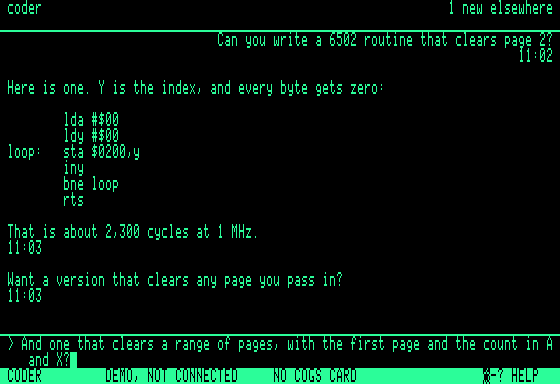 coder 1 new elsewhere
Can you write a 6502 routine that clears page 2?
11:02
Here is one. Y is the index, and every byte gets zero:
lda #$00
ldy #$00
loop: sta $0200,y
iny
bne loop
rts
That is about 2,300 cycles at 1 MHz.
11:03
Want a version that clears any page you pass in?
11:03
> And one that clears a range of pages, with the first page and the count in A
and X?
CODER DEMO, NOT CONNECTED NO COGS CARD -? HELP